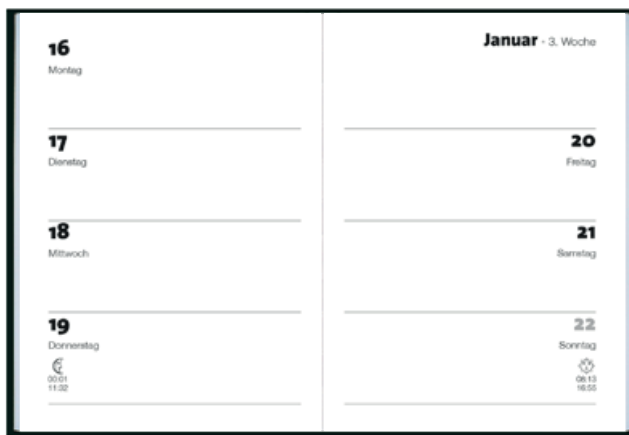 16
Montag
17
Dienstag
18
Mittwoch
19
Donnerstag
00:01
11:02
Januar · 3. Woche
20
Freitag
21
Samstag
22
Sonntag
08:13
16:55